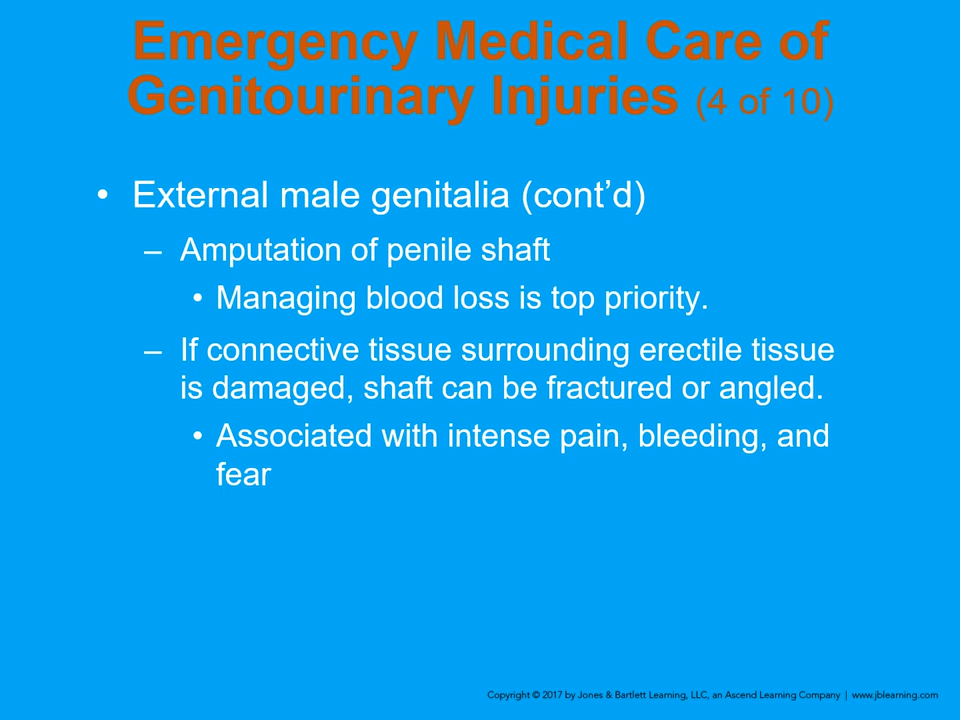 Emergency Medical Care of
Genitourinary Injuries (4 of 10)
• External male genitalia (cont’d)
– Amputation of penile shaft
• Managing blood loss is top priority.
– If connective tissue surrounding erectile tissue
is damaged, shaft can be fractured or angled.
• Associated with intense pain, bleeding, and
fear
Copyright © 2017 by Jones & Bartlett Learning, LLC, an Ascend Learning Company | www.jblearning.com